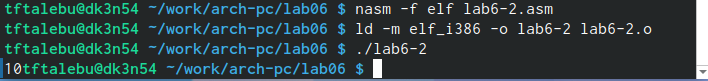 tftalebu@dk3n54 ~/work/arch-pc/lab06 $ nasm -f elf lab6-2.asm
tftalebu@dk3n54 ~/work/arch-pc/lab06 $ ld -m elf_i386 -o lab6-2 lab6-2.o
tftalebu@dk3n54 ~/work/arch-pc/lab06 $ ./lab6-2
10tftalebu@dk3n54 ~/work/arch-pc/lab06 $